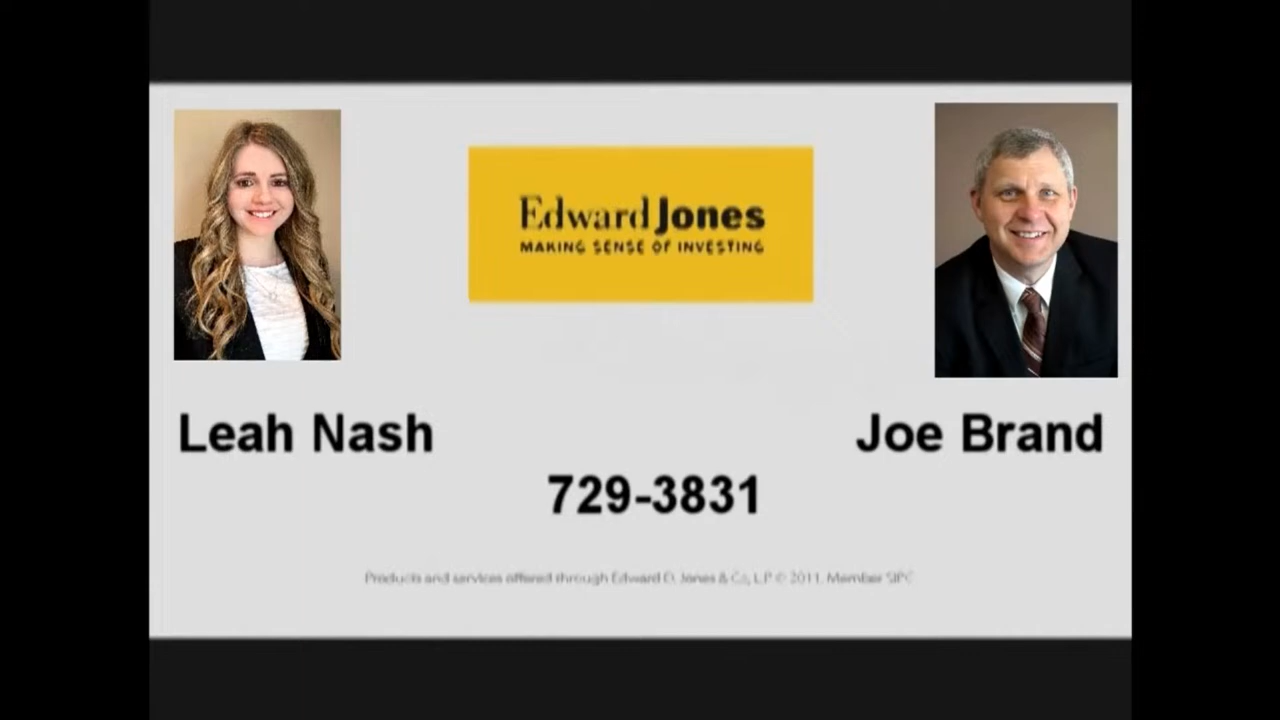 Edward Jones
MAKING SENSE OF INVESTING
Leah Nash
Joe Brand
729-3831
Products and services offered through Edward D. Jones & Co, L.P © 2011. Member SIPC